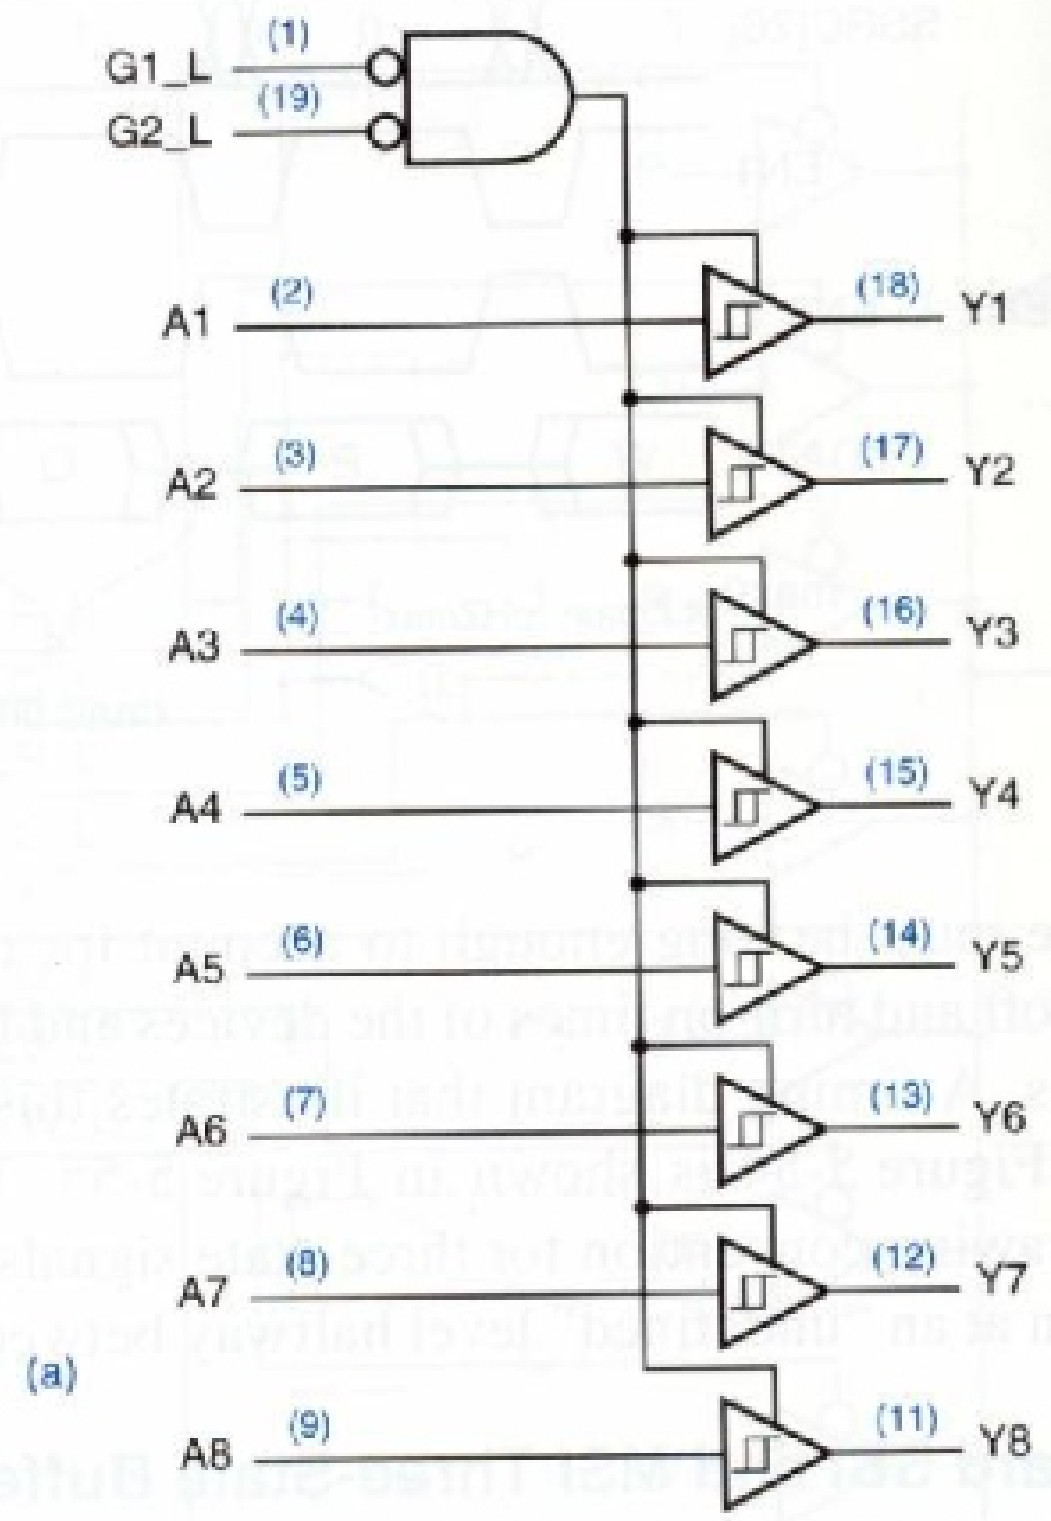 (1)
G1_L
(19)
G2_L
(2)
A1
(18)
Y1
(3)
A2
(17)
Y2
(4)
A3
(16)
Y3
(5)
A4
(15)
Y4
(6)
A5
(14)
Y5
(7)
A6
(13)
Y6
(8)
A7
(12)
Y7
(a)
(9)
A8
(11)
Y8